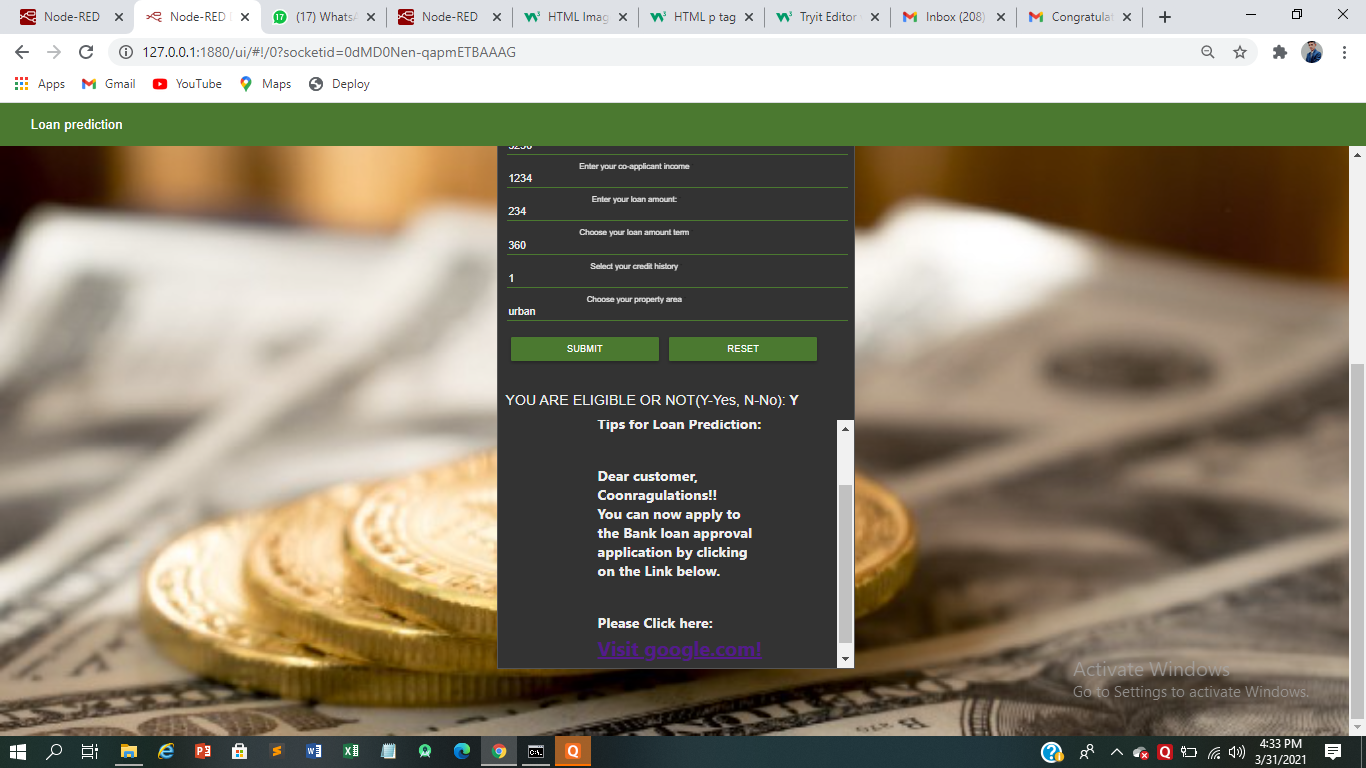 Node-RED
Node-RED
(17) Whats
Node-RED
HTML Imag
HTML p tag
Tryit Editor
Inbox (208)
Congratulat
127.0.0.1:1880/ui/#!/0?socketid=0dMD0Nen-qapmETBAAAG
Apps
Gmail
YouTube
Maps
Deploy
Loan prediction
Enter your co-applicant income
1234
Enter your loan amount:
234
Choose your loan amount term
360
Select your credit history
1
Choose your property area
urban
SUBMIT
RESET
YOU ARE ELIGIBLE OR NOT(Y-Yes, N-No): Y
Tips for Loan Prediction:
Dear customer,
Coonragulations!!
You can now apply to
the Bank loan approval
application by clicking
on the Link below.
Please Click here:
Visit google.com!
Activate Windows
Go to Settings to activate Windows.
4:33 PM
3/31/2021